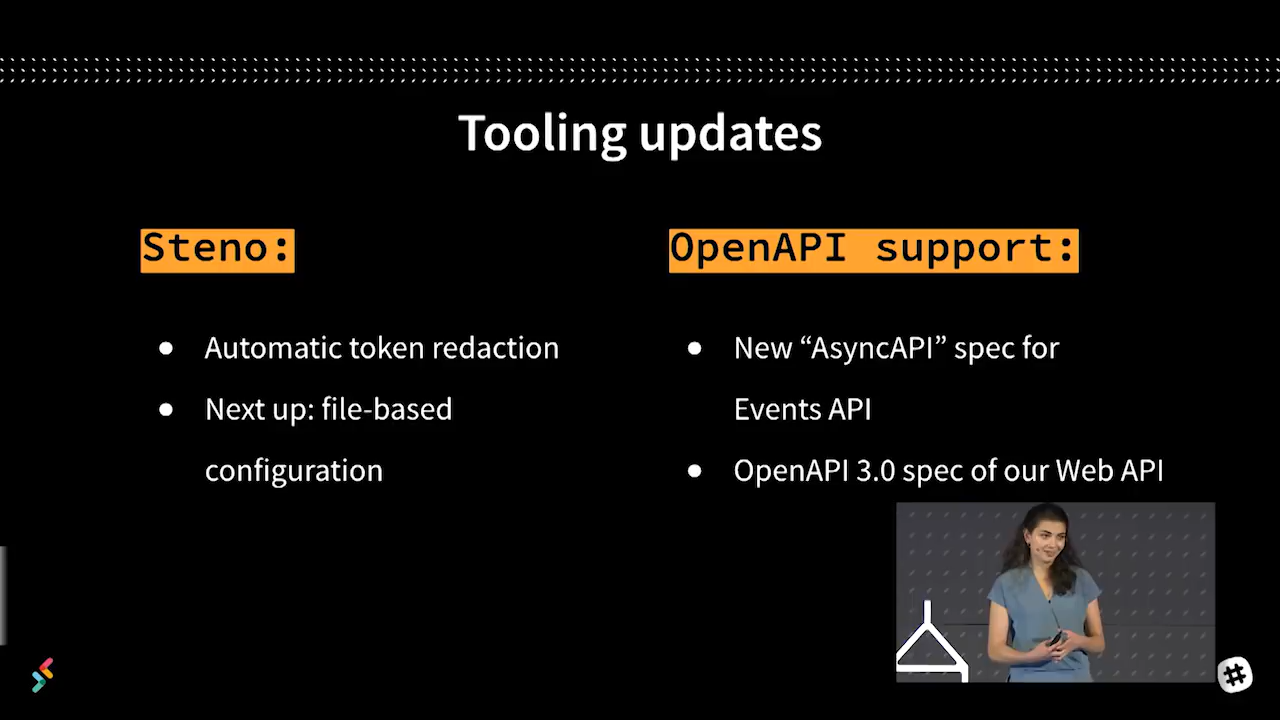 Tooling updates
Steno:
● Automatic token redaction
● Next up: file-based
configuration
OpenAPI support:
● New “AsyncAPI” spec for
Events API
● OpenAPI 3.0 spec of our Web API